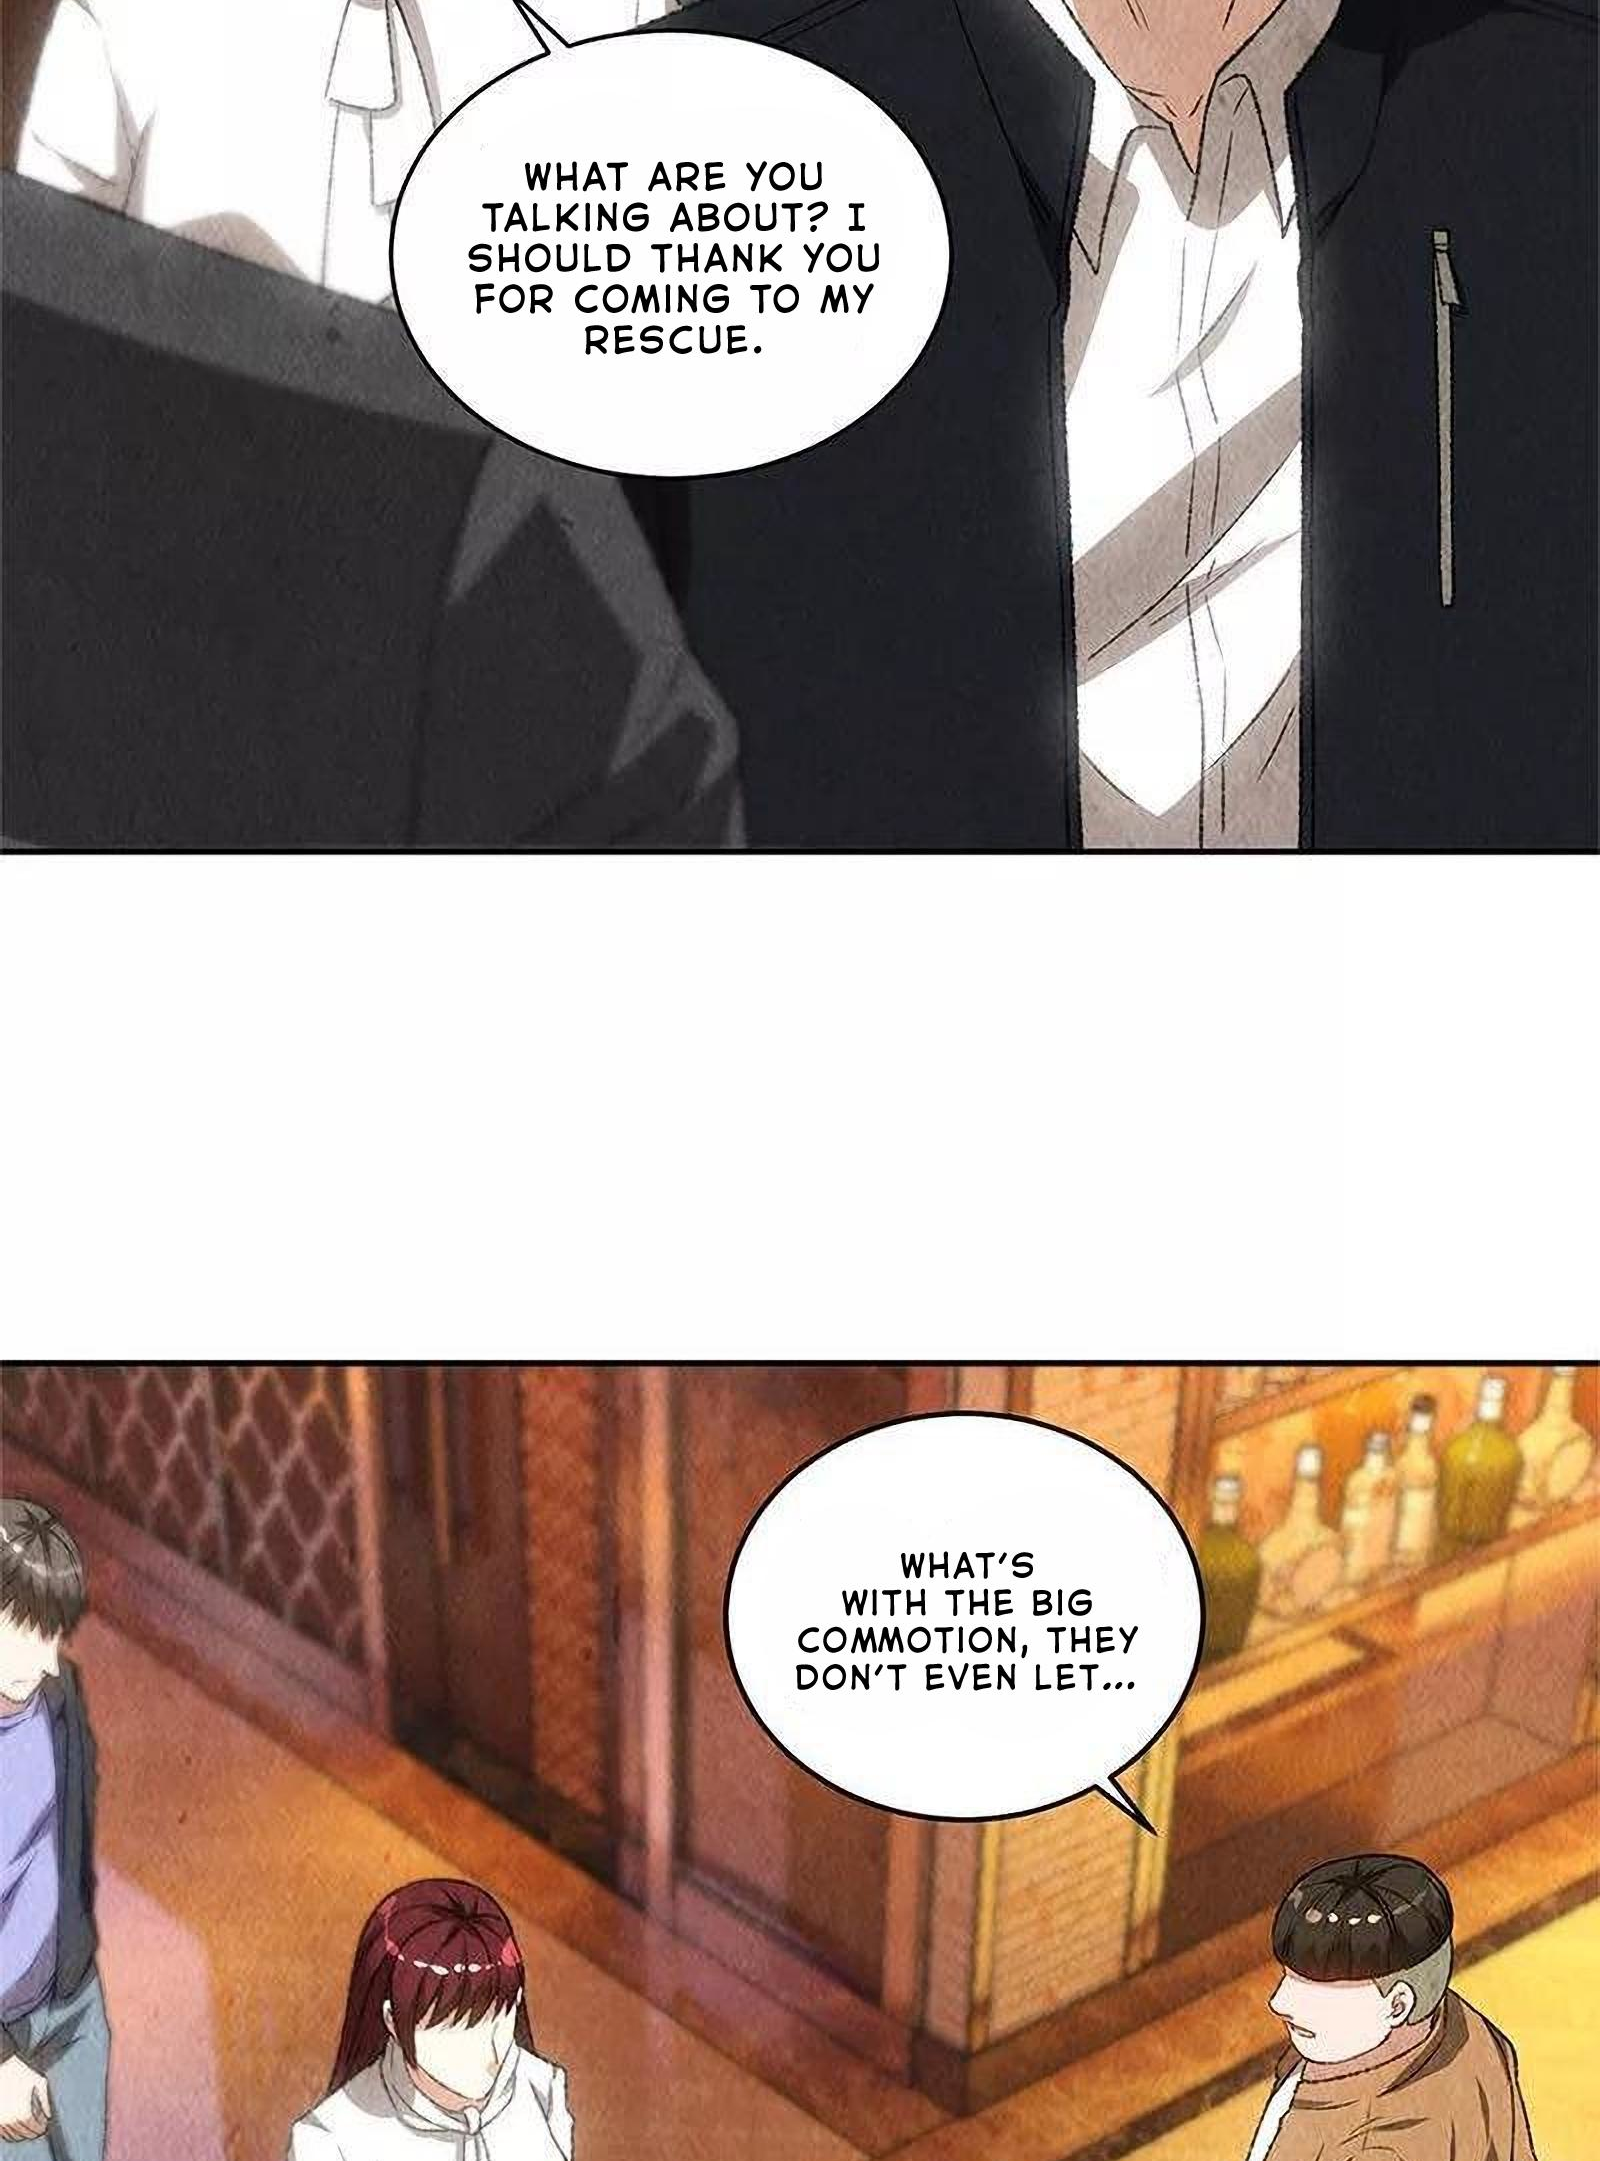 WHAT ARE YOU
TALKING ABOUT? I
SHOULD THANK YOU
FOR COMING TO MY
RESCUE.
WHAT'S
WITH THE BIG
COMMOTION, THEY
DON'T EVEN LET...